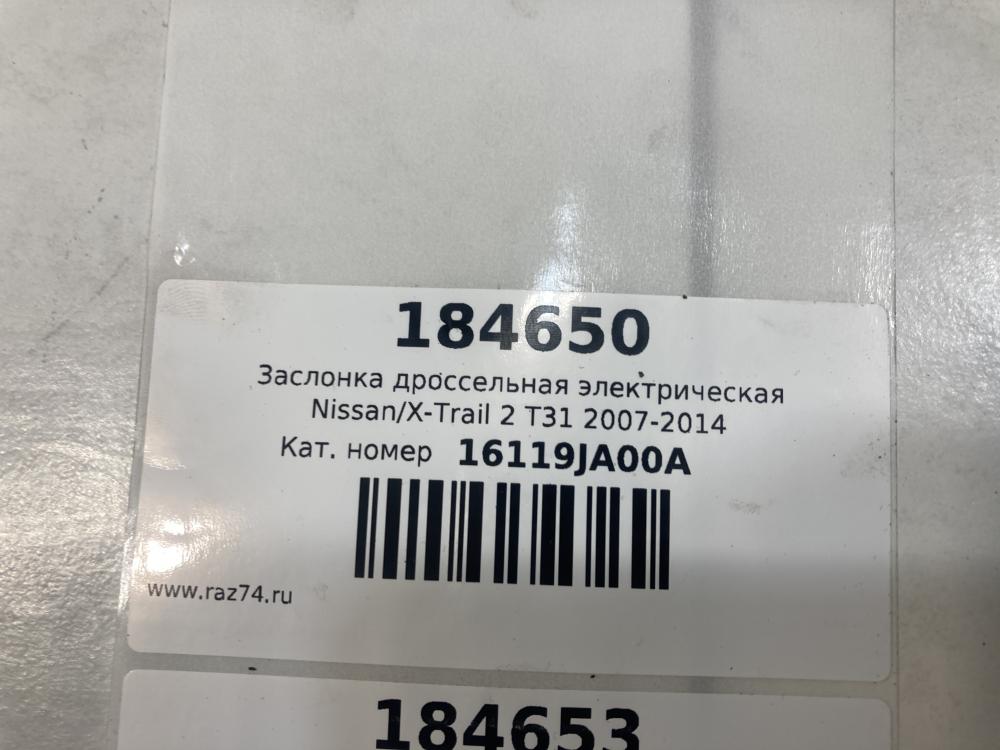 184650
Заслонка дроссельная электрическая
Nissan/X-Trail 2 T31 2007-2014
Кат. номер 16119JA00A
www.raz74.ru
184653